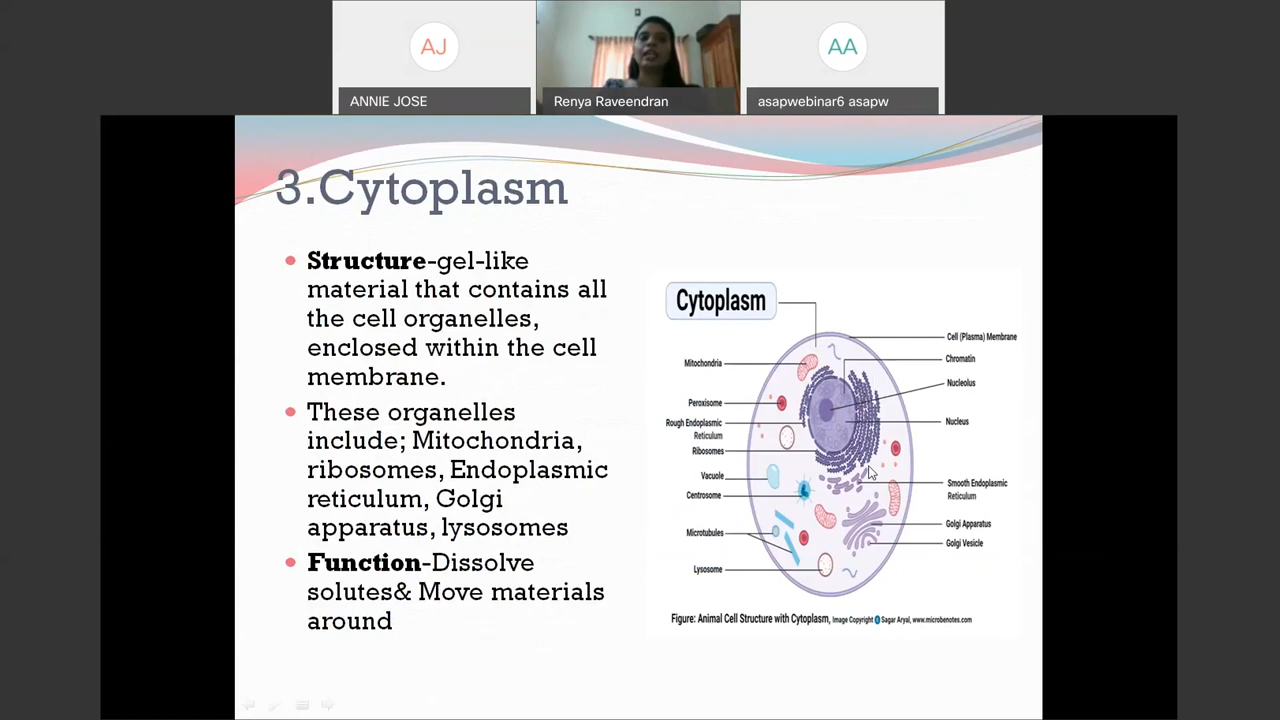 AJ
AA
ANNIE JOSE
Renya Raveendran
asapwebinar6 asapw
3.Cytoplasm
Structure-gel-like
material that contains all
the cell organelles,
enclosed within the cell
membrane.
These organelles
include; Mitochondria,
ribosomes, Endoplasmic
reticulum, Golgi
apparatus, lysosomes
Function-Dissolve
solutes& Move materials
around
Cytoplasm
Mitochondria
Peroxisome
Rough Endoplasmic
Reticulum
Ribosomes
Vacuole
Centrosome
Microtubules
Lysosome
Cell (Plasma) Membrane
Chromatin
Nucleolus
Nucleus
Smooth Endoplasmic
Reticulum
Golgi Apparatus
Golgi Vesicle
Figure: Animal Cell Structure with Cytoplasm, Image Copyright Sagar Aryal, www.microbenotes.com